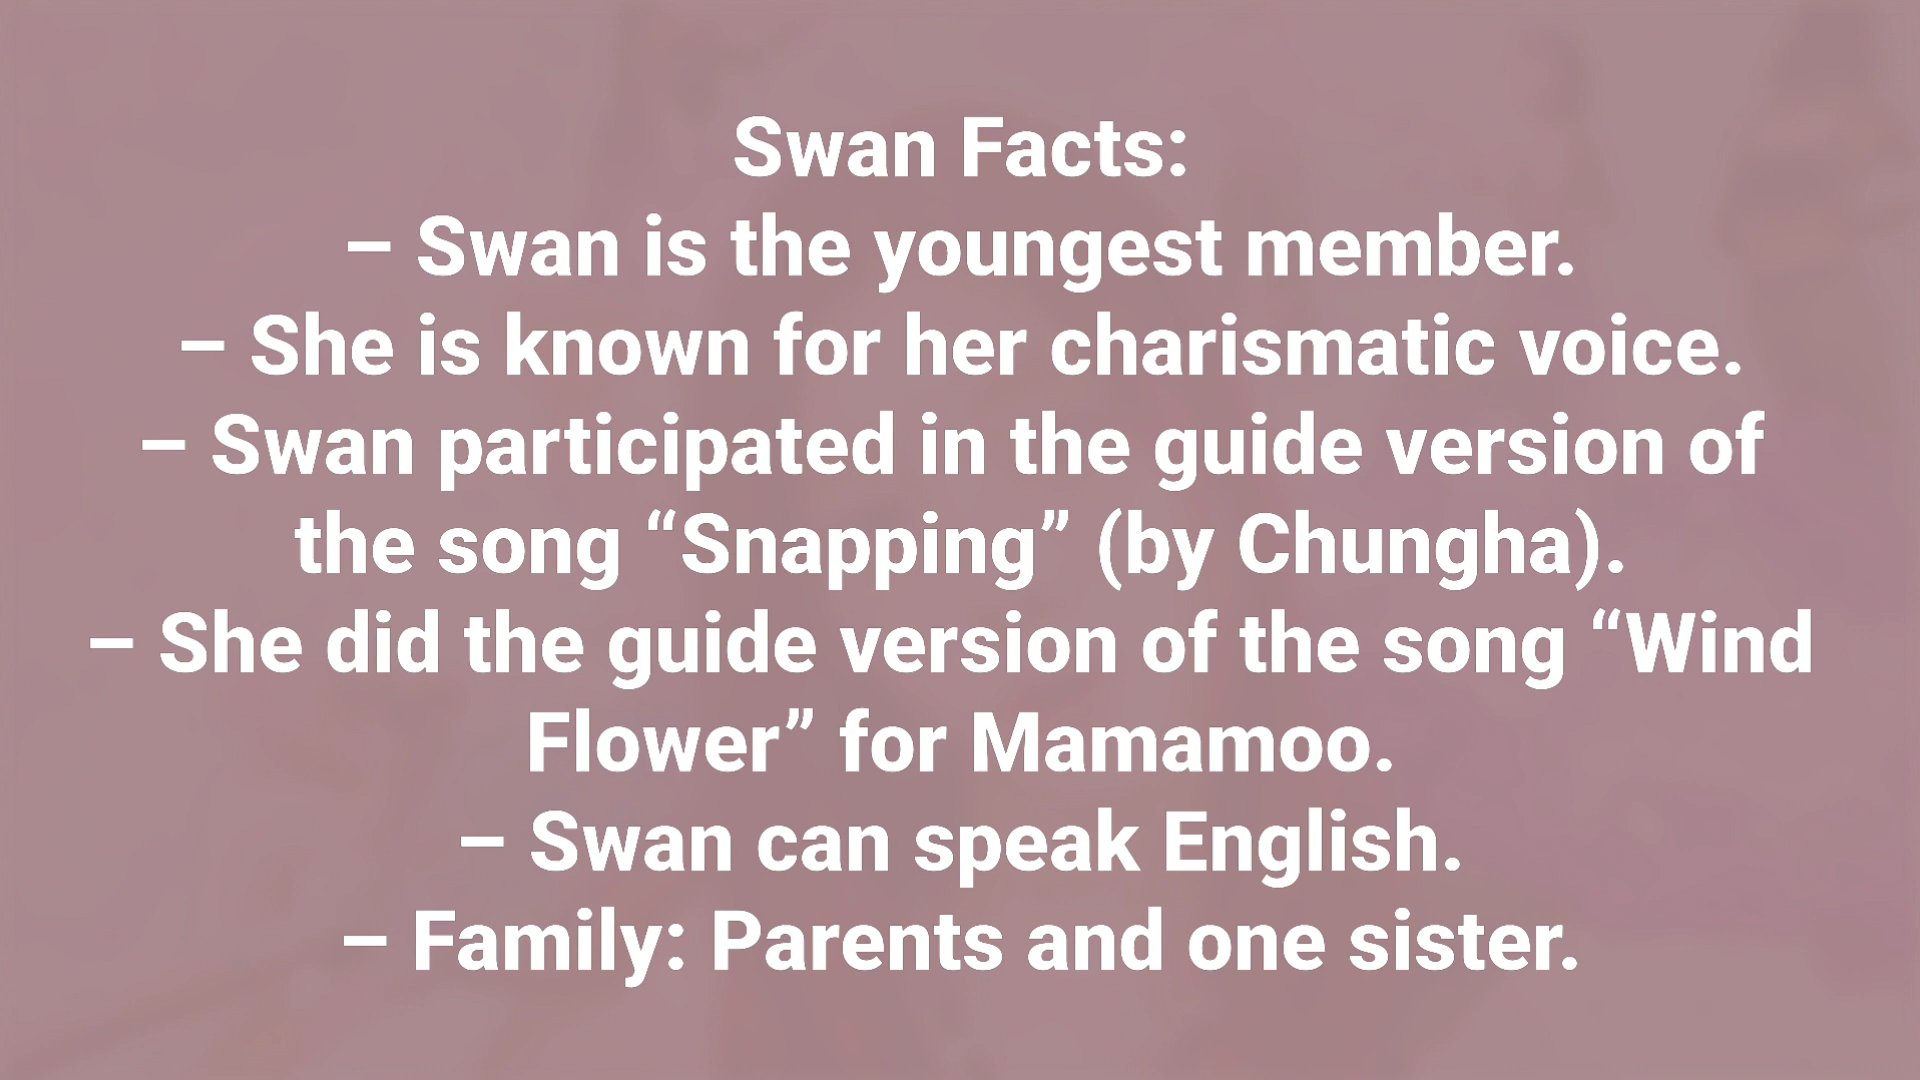 Swan Facts:
– Swan is the youngest member.
– She is known for her charismatic voice.
– Swan participated in the guide version of
the song “Snapping” (by Chungha).
– She did the guide version of the song “Wind
Flower” for Mamamoo.
– Swan can speak English.
– Family: Parents and one sister.